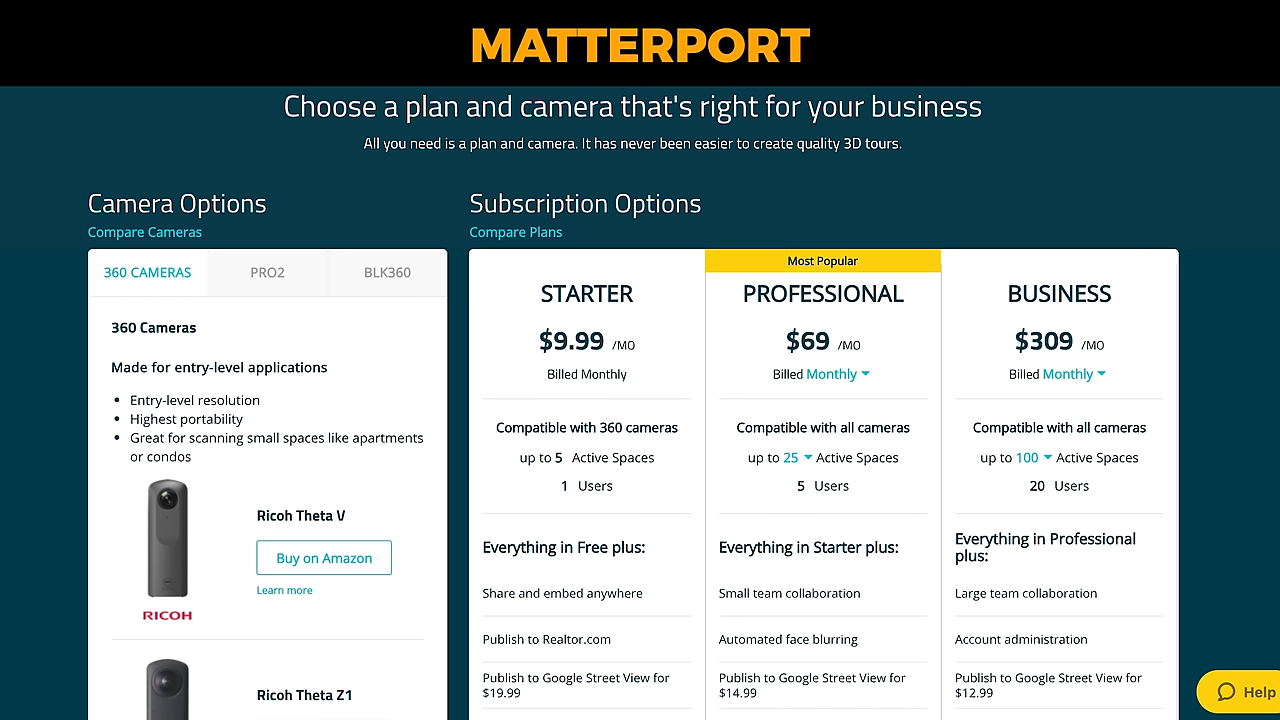 MATTERPORT
Choose a plan and camera that's right for your business
All you need is a plan and camera. It has never been easier to create quality 3D tours.
Camera Options
Compare Cameras
360 CAMERAS
PRO2
BLK360
360 Cameras
Made for entry-level applications
• Entry-level resolution
• Highest portability
• Great for scanning small spaces like apartments
or condos
Ricoh Theta V
Buy on Amazon
Learn more
RICOH
Ricoh Theta Z1
Subscription Options
Compare Plans
STARTER
$9.99 /MO
Billed Monthly
Compatible with 360 cameras
up to 5 Active Spaces
1 Users
Everything in Free plus:
Share and embed anywhere
Publish to Realtor.com
Publish to Google Street View for
$19.99
Most Popular
PROFESSIONAL
$69 /MO
Billed Monthly
Compatible with all cameras
up to 25 Active Spaces
5 Users
Everything in Starter plus:
Small team collaboration
Automated face blurring
Publish to Google Street View for
$14.99
BUSINESS
$309 /MO
Billed Monthly
Compatible with all cameras
up to 100 Active Spaces
20 Users
Everything in Professional
plus:
Large team collaboration
Account administration
Publish to Google Street View for
$12.99
Help